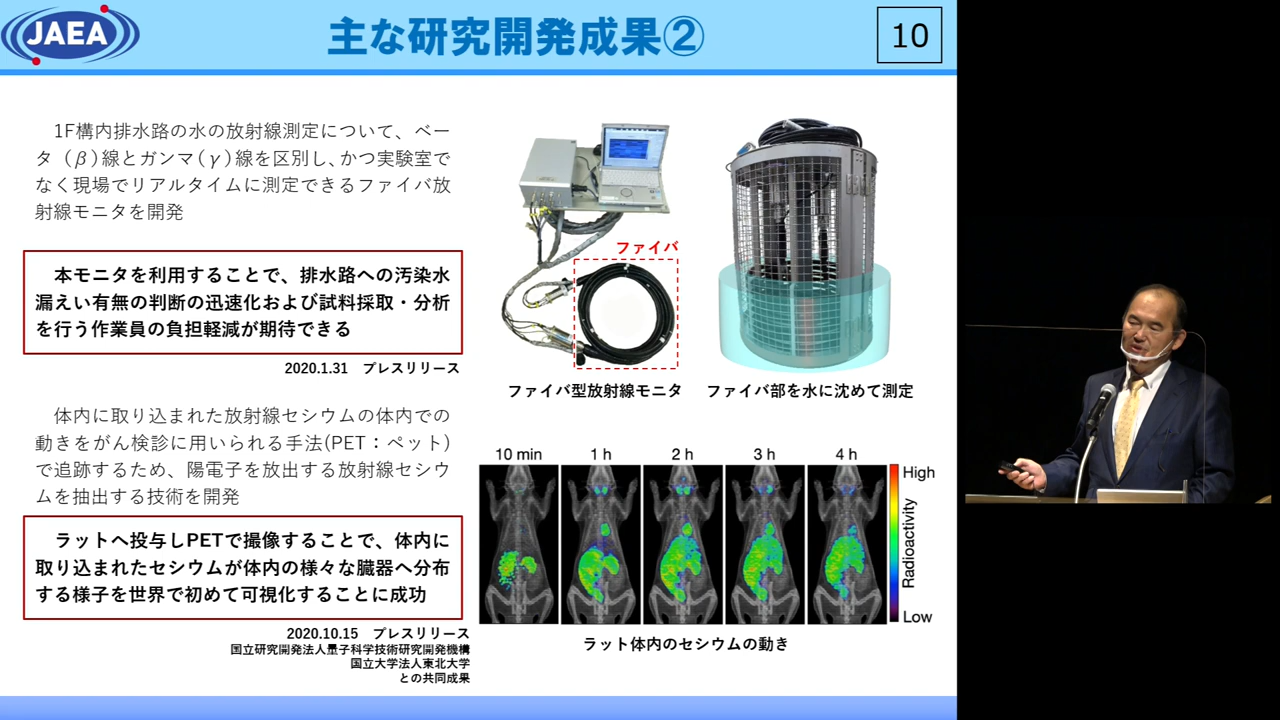 JAEA
主な研究開発成果②
10
1F構内排水路の水の放射線測定について、ベー
タ（β)線とガンマ(γ)線を区別し、かつ実験室で
なく現場でリアルタイムに測定できるファイバ放
射線モニタを開発
本モニタを利用することで、排水路への汚染水
漏えい有無の判断の迅速化および試料採取・分析
を行う作業員の負担軽減が期待できる
2020.1.31　プレスリリース
ファイバ
ファイバ型放射線モニタ
ファイバ部を水に沈めて測定
体内に取り込まれた放射線セシウムの体内での
動きをがん検診に用いられる手法(PET：ペット)
で追跡するため、陽電子を放出する放射線セシウ
ムを抽出する技術を開発
ラットへ投与しPETで撮像することで、体内に
取り込まれたセシウムが体内の様々な臓器へ分布
する様子を世界で初めて可視化することに成功
2020.10.15　プレスリリース
国立研究開発法人量子科学技術研究開発機構
国立大学法人東北大学
との共同成果
10 min
1 h
2 h
3 h
4 h
High
Radioactivity
Low
ラット体内のセシウムの動き